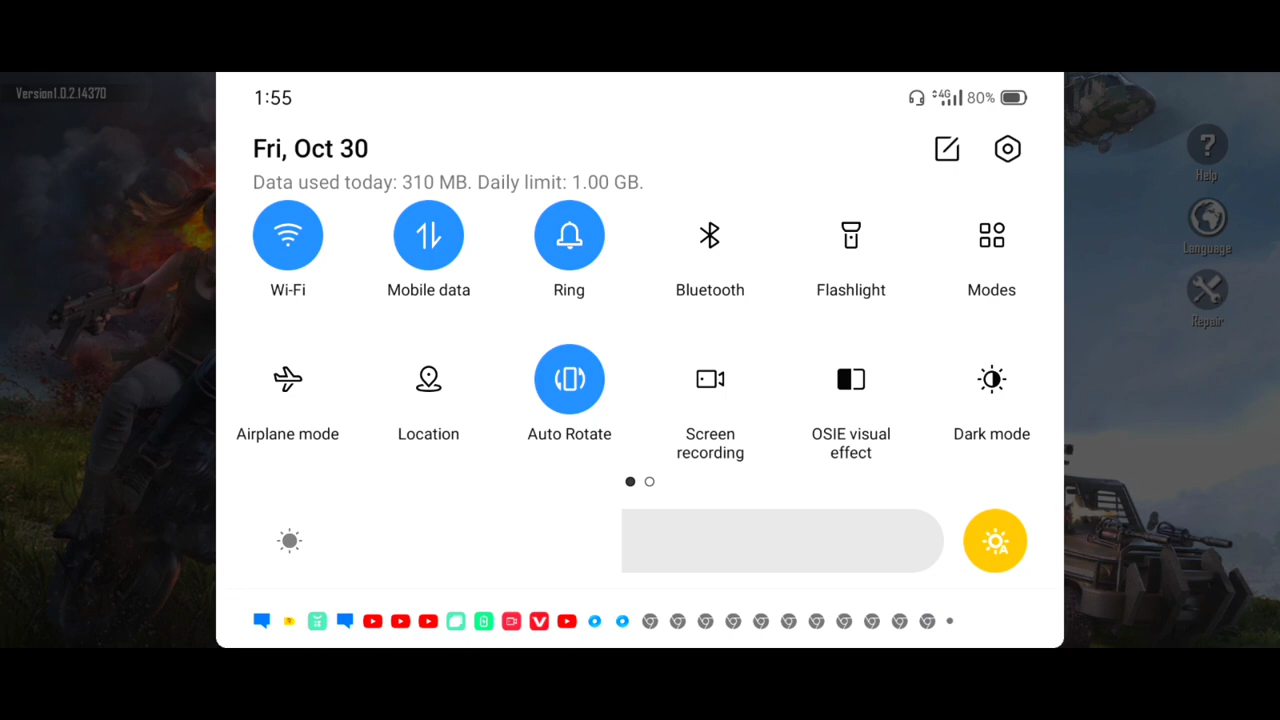 Version1.0.2.14370
1:55
4G 80%
Fri, Oct 30
Data used today: 310 MB. Daily limit: 1.00 GB.
Wi-Fi
Mobile data
Ring
Bluetooth
Flashlight
Modes
Airplane mode
Location
Auto Rotate
Screen
recording
OSIE visual
effect
Dark mode
A
?
Help
Language
Repair